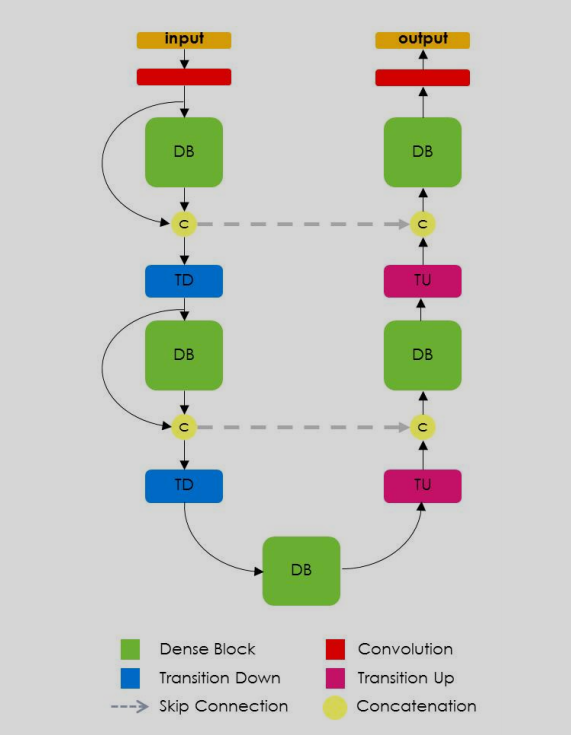 input
output
DB
DB
C
C
TD
TU
DB
DB
C
C
TD
TU
DB
Dense Block
Convolution
Transition Down
Transition Up
Skip Connection
Concatenation